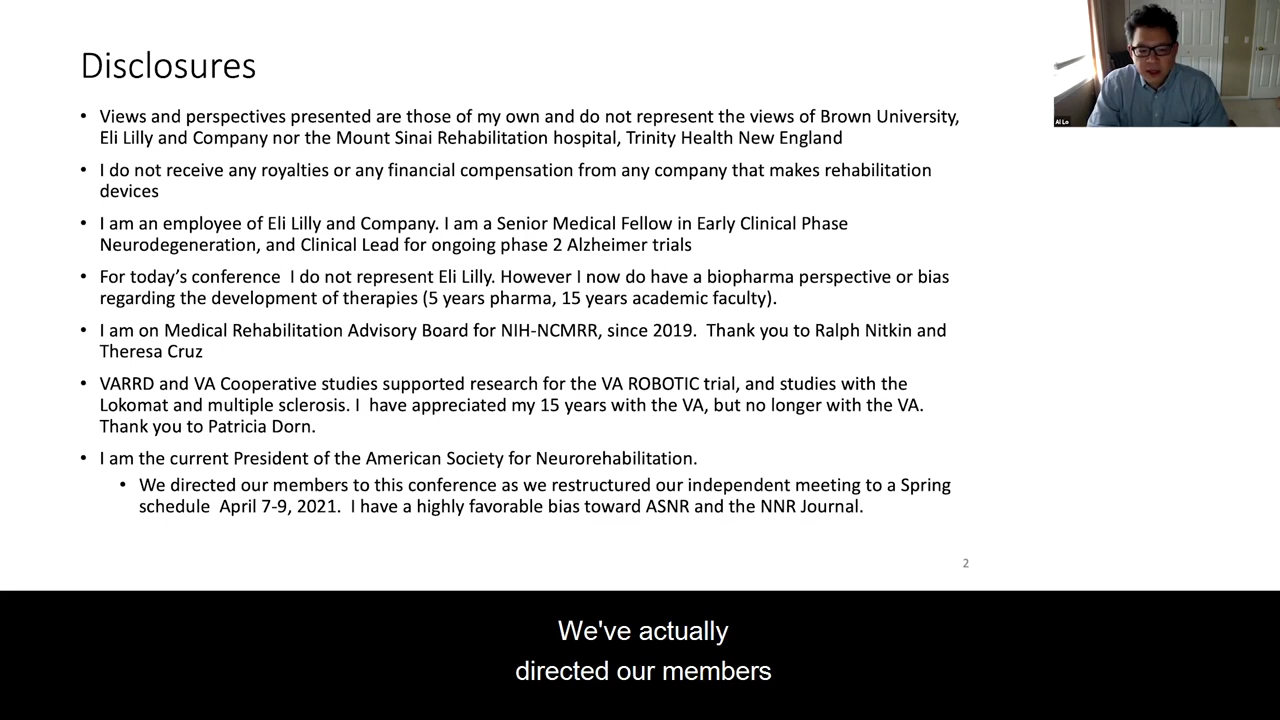 Disclosures
• Views and perspectives presented are those of my own and do not represent the views of Brown University,
Eli Lilly and Company nor the Mount Sinai Rehabilitation hospital, Trinity Health New England
• I do not receive any royalties or any financial compensation from any company that makes rehabilitation
devices
• I am an employee of Eli Lilly and Company. I am a Senior Medical Fellow in Early Clinical Phase
Neurodegeneration, and Clinical Lead for ongoing phase 2 Alzheimer trials
• For today’s conference  I do not represent Eli Lilly. However I now do have a biopharma perspective or bias
regarding the development of therapies (5 years pharma, 15 years academic faculty).
• I am on Medical Rehabilitation Advisory Board for NIH-NCMRR, since 2019.  Thank you to Ralph Nitkin and
Theresa Cruz
• VARRD and VA Cooperative studies supported research for the VA ROBOTIC trial, and studies with the
Lokomat and multiple sclerosis. I  have appreciated my 15 years with the VA, but no longer with the VA.
Thank you to Patricia Dorn.
• I am the current President of the American Society for Neurorehabilitation.
• We directed our members to this conference as we restructured our independent meeting to a Spring
schedule  April 7-9, 2021.  I have a highly favorable bias toward ASNR and the NNR Journal.
2
Al Lo
We've actually
directed our members